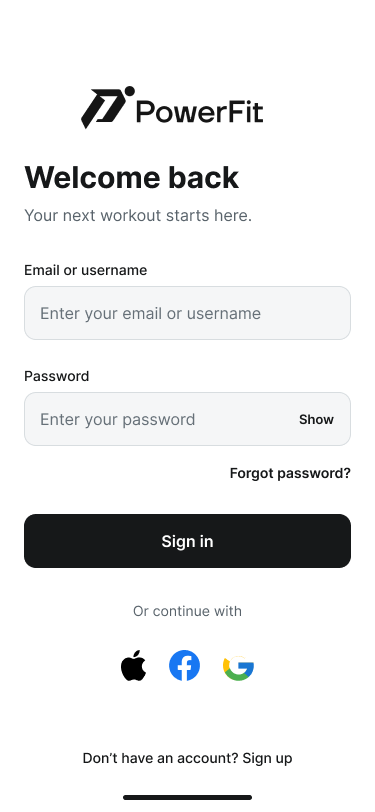 PowerFit
Welcome back
Your next workout starts here.
Email or username
Enter your email or username
Password
Enter your password
Show
Forgot password?
Sign in
Or continue with
Don’t have an account? Sign up